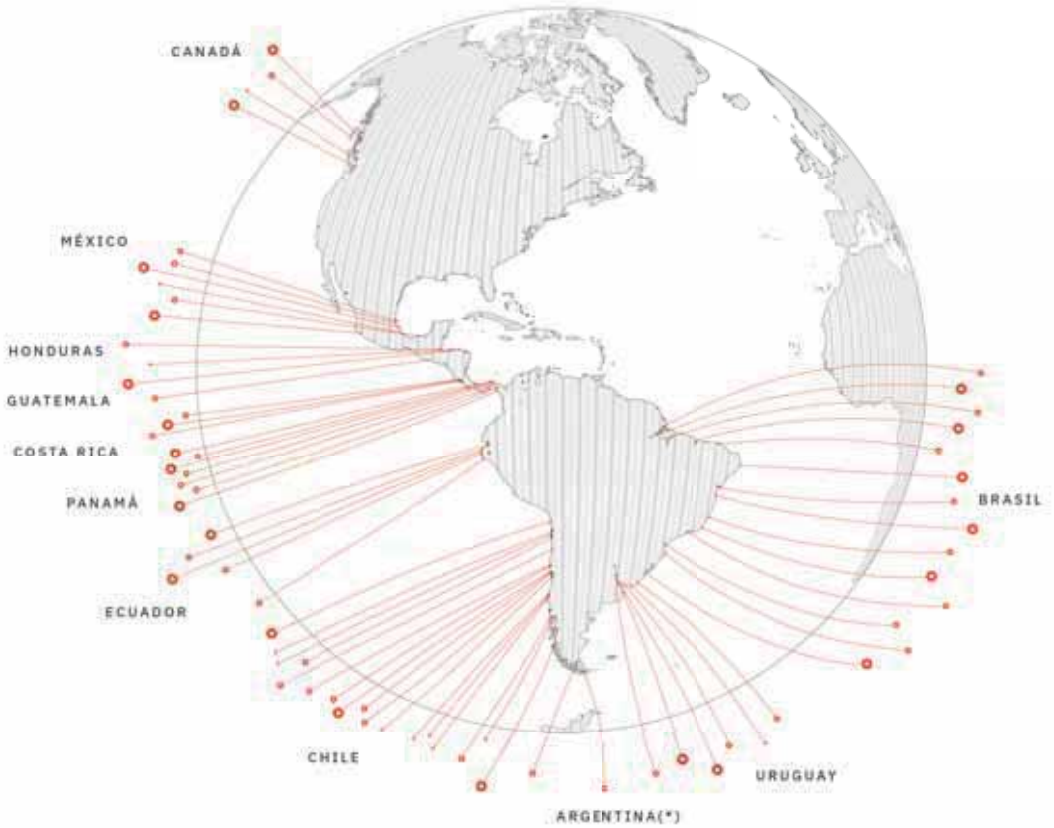 CANADÁ
MÉXICO
HONDURAS
GUATEMALA
COSTA RICA
PANAMÁ
BRASIL
ECUADOR
CHILE
URUGUAY
ARGENTINA(*)